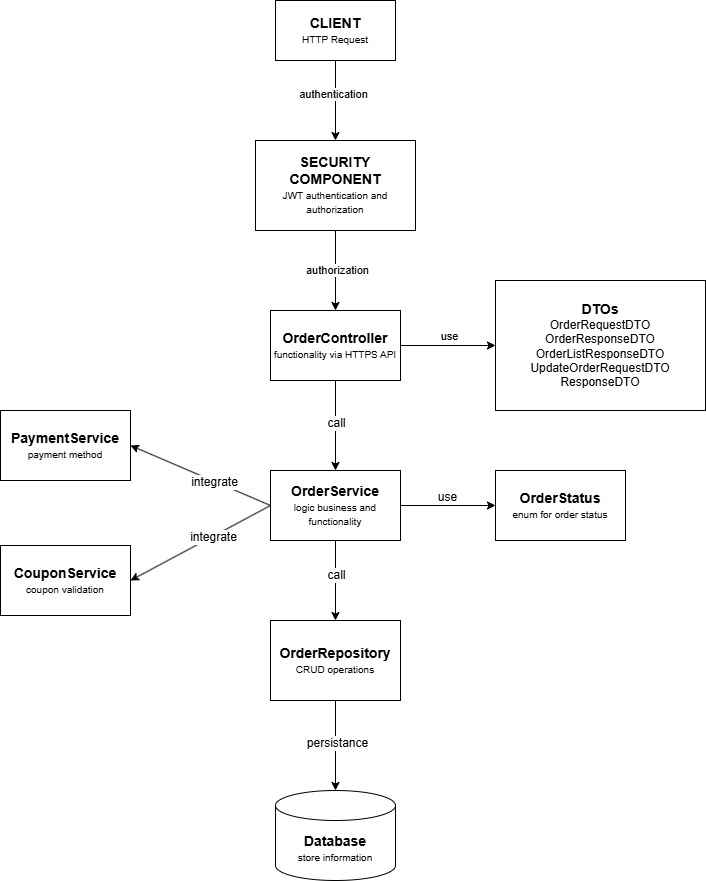 CLIENT
HTTP Request
authentication
SECURITY
COMPONENT
JWT authentication and
authorization
authorization
OrderController
functionality via HTTPS API
use
DTOs
OrderRequestDTO
OrderResponseDTO
OrderListResponseDTO
UpdateOrderRequestDTO
ResponseDTO
call
PaymentService
payment method
integrate
OrderService
logic business and
functionality
use
OrderStatus
enum for order status
integrate
CouponService
coupon validation
call
OrderRepository
CRUD operations
persistance
Database
store information